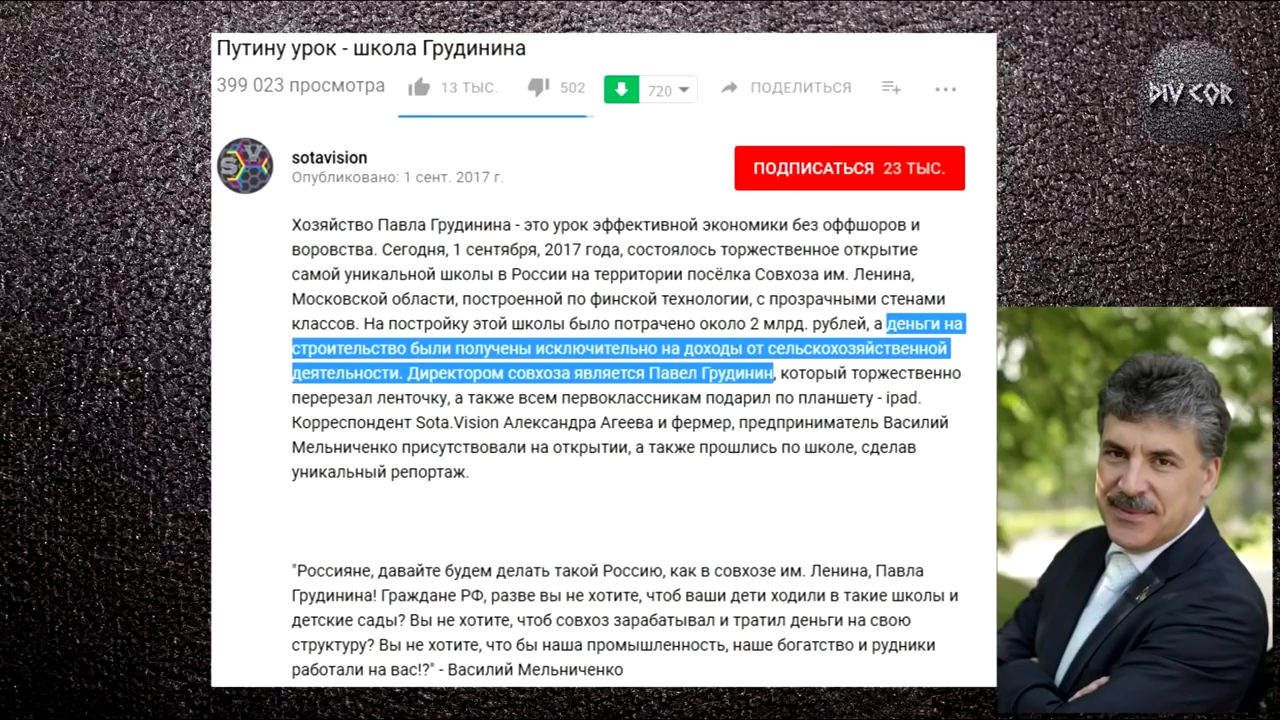 Путину урок - школа Грудинина
399 023 просмотра 13 ТЫС. 502 720 ПОДЕЛИТЬСЯ
DIV COR
sotavision
Опубликовано: 1 сент. 2017 г.
ПОДПИСАТЬСЯ 23 ТЫС.
SV
Хозяйство Павла Грудинина - это урок эффективной экономики без оффшоров и
воровства. Сегодня, 1 сентября, 2017 года, состоялось торжественное открытие
самой уникальной школы в России на территории посёлка Совхоза им. Ленина,
Московской области, построенной по финской технологии, с прозрачными стенами
классов. На постройку этой школы было потрачено около 2 млрд. рублей, а деньги на
строительство были получены исключительно на доходы от сельскохозяйственной
деятельности. Директором совхоза является Павел Грудинин, который торжественно
перерезал ленточку, а также всем первоклассникам подарил по планшету - ipad.
Корреспондент Sota.Vision Александра Агеева и фермер, предприниматель Василий
Мельниченко присутствовали на открытии, а также прошлись по школе, сделав
уникальный репортаж.
"Россияне, давайте будем делать такой Россию, как в совхозе им. Ленина, Павла
Грудинина! Граждане РФ, разве вы не хотите, чтоб ваши дети ходили в такие школы и
детские сады? Вы не хотите, чтоб совхоз зарабатывал и тратил деньги на свою
структуру? Вы не хотите, что бы наша промышленность, наше богатство и рудники
работали на вас!?" - Василий Мельниченко